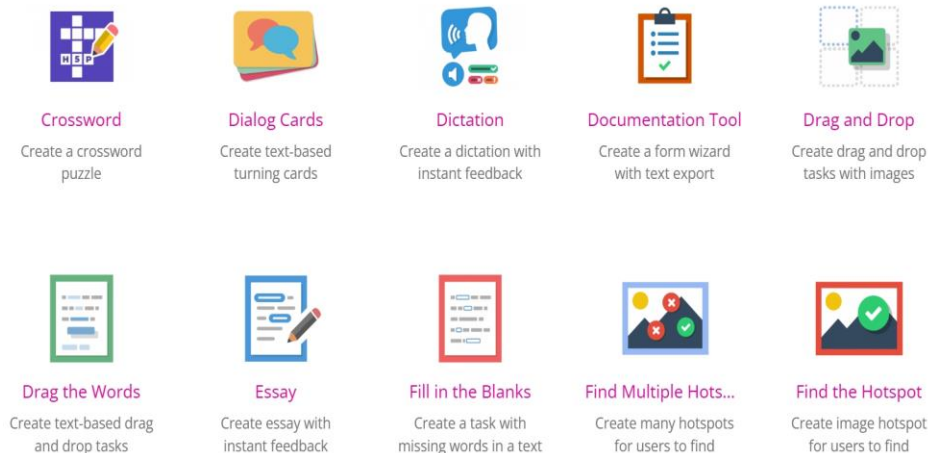 H5P
Crossword
Create a crossword
puzzle
Dialog Cards
Create text-based
turning cards
Dictation
Create a dictation with
instant feedback
Documentation Tool
Create a form wizard
with text export
Drag and Drop
Create drag and drop
tasks with images
Drag the Words
Create text-based drag
and drop tasks
Essay
Create essay with
instant feedback
Fill in the Blanks
Create a task with
missing words in a text
Find Multiple Hots...
Create many hotspots
for users to find
Find the Hotspot
Create image hotspot
for users to find